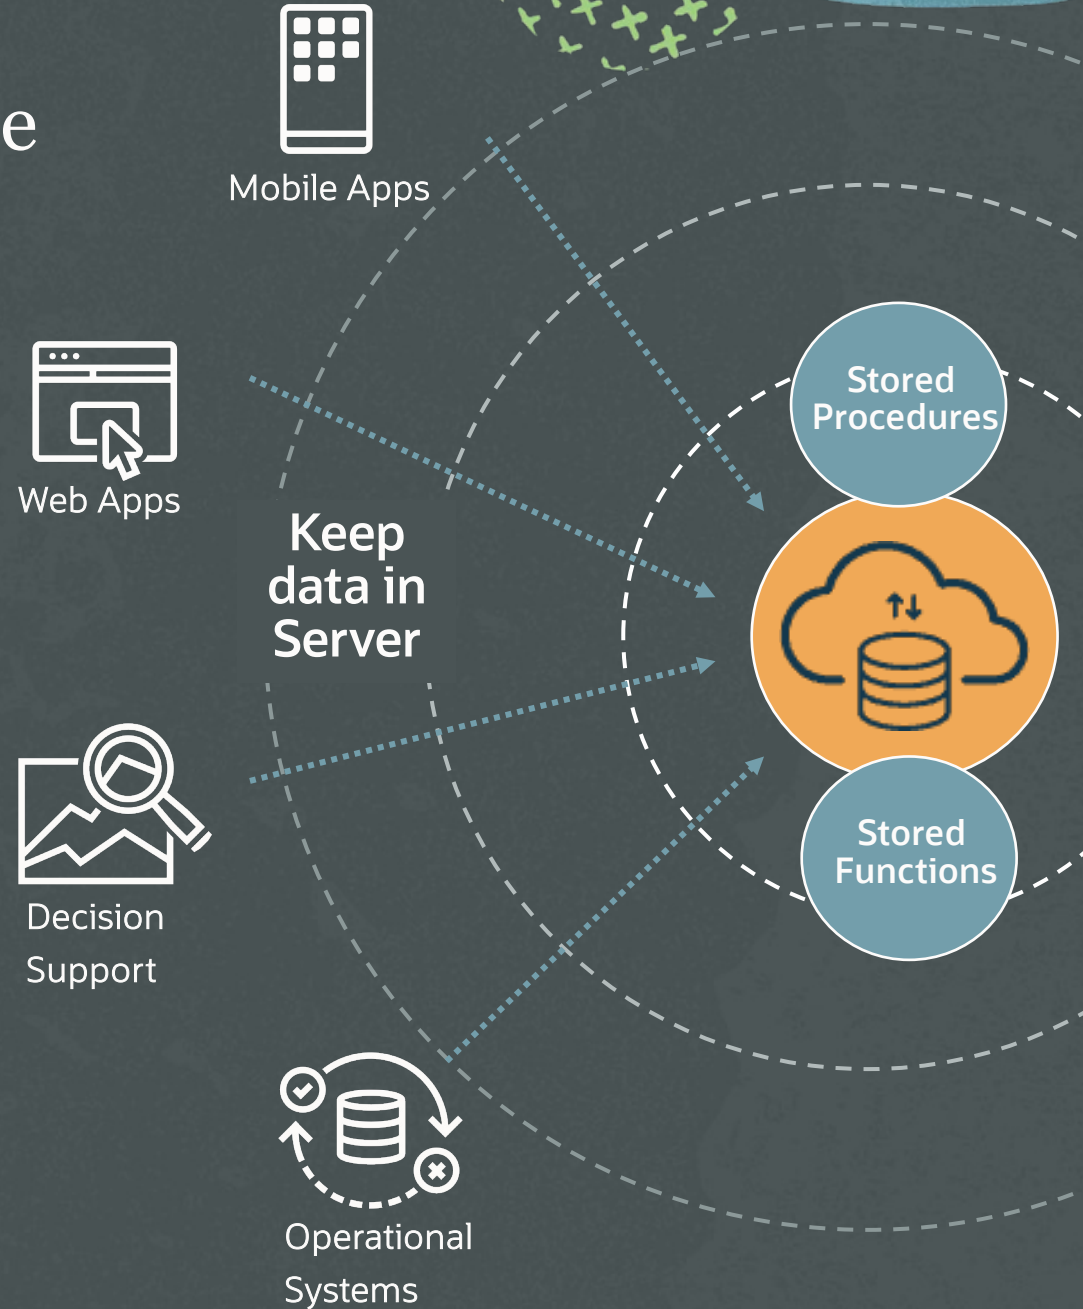 e
Mobile Apps
Stored
Procedures
Web Apps
Keep
data in
Server
Stored
Functions
Decision
Support
Operational
Systems